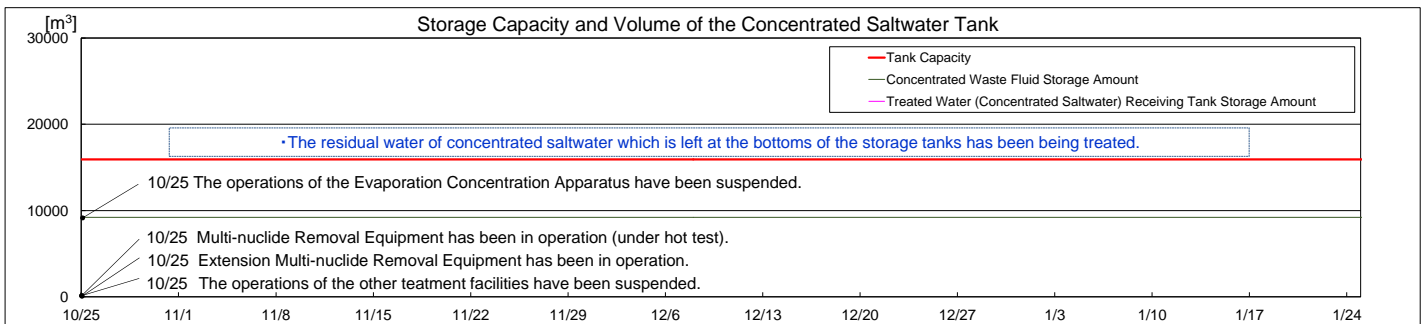 Storage Capacity and Volume of the Concentrated Saltwater Tank
[m³]
30000
Tank Capacity
Concentrated Waste Fluid Storage Amount
Treated Water (Concentrated Saltwater) Receiving Tank Storage Amount
20000
・The residual water of concentrated saltwater which is left at the bottoms of the storage tanks has been being treated.
10/25 The operations of the Evaporation Concentration Apparatus have been suspended.
10000
10/25 Multi-nuclide Removal Equipment has been in operation (under hot test).
10/25 Extension Multi-nuclide Removal Equipment has been in operation.
10/25 The operations of the other teatment facilities have been suspended.
0
10/25 11/1 11/8 11/15 11/22 11/29 12/6 12/13 12/20 12/27 1/3 1/10 1/17 1/24